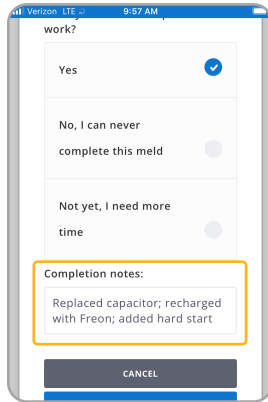 Verizon LTE 9:57 AM
work?
Yes
No, I can never
complete this meld
Not yet, I need more
time
Completion notes:
Replaced capacitor; recharged
with Freon; added hard start
CANCEL